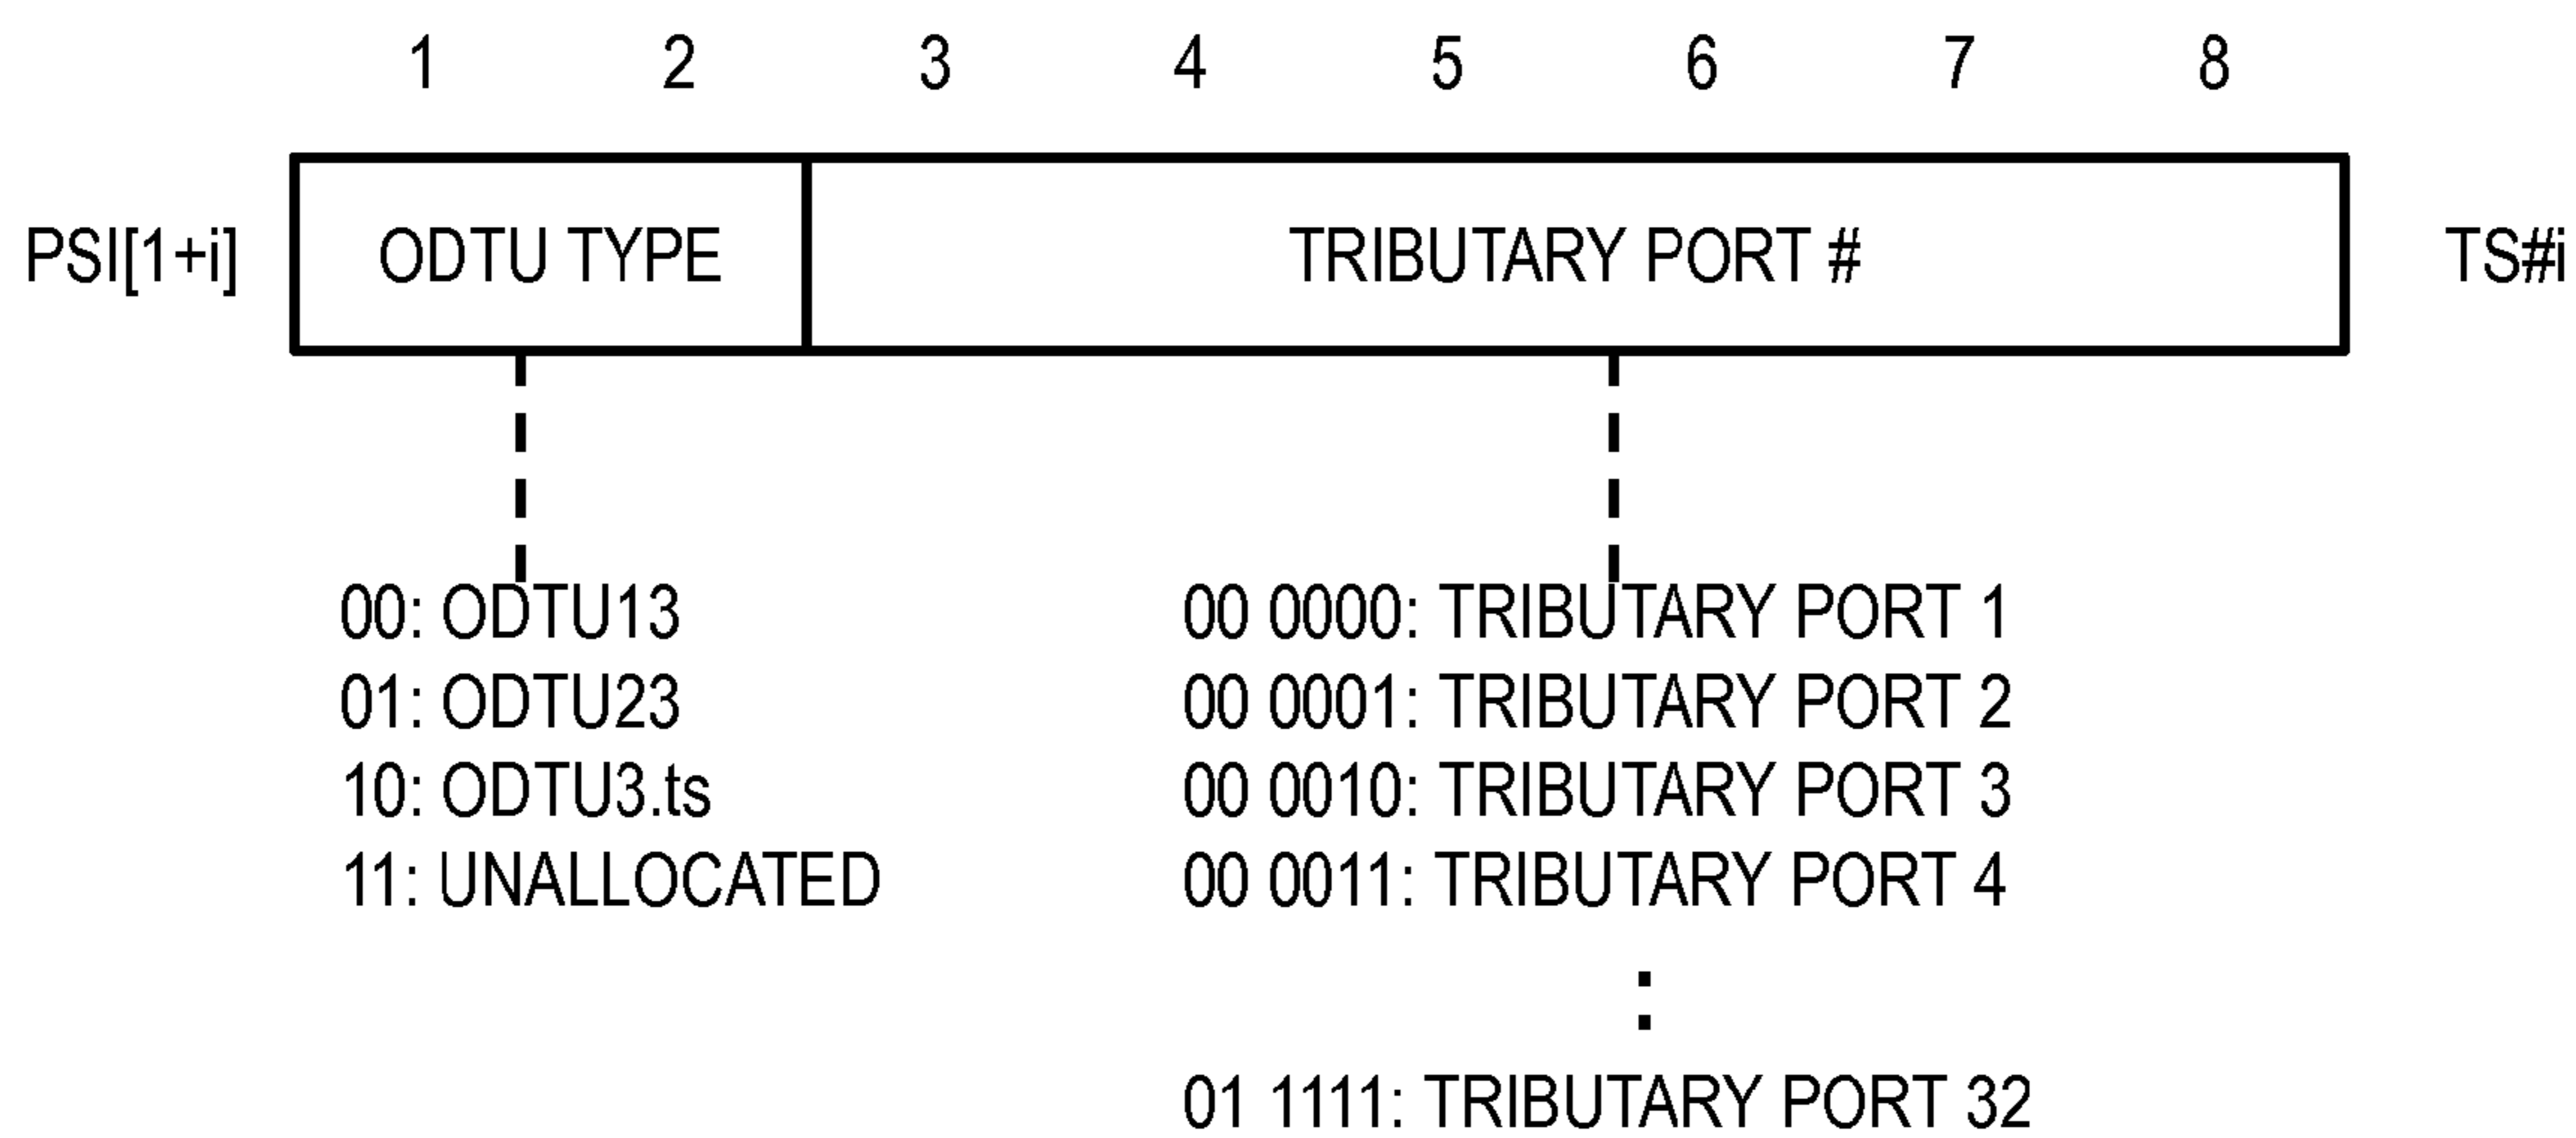 1 2 3 4 5 6 7 8
PSI[1+i] ODTU TYPE TRIBUTARY PORT # TS#i
00: ODTU13 00 0000: TRIBUTARY PORT 1
01: ODTU23 00 0001: TRIBUTARY PORT 2
10: ODTU3.ts 00 0010: TRIBUTARY PORT 3
11: UNALLOCATED 00 0011: TRIBUTARY PORT 4
:
01 1111: TRIBUTARY PORT 32